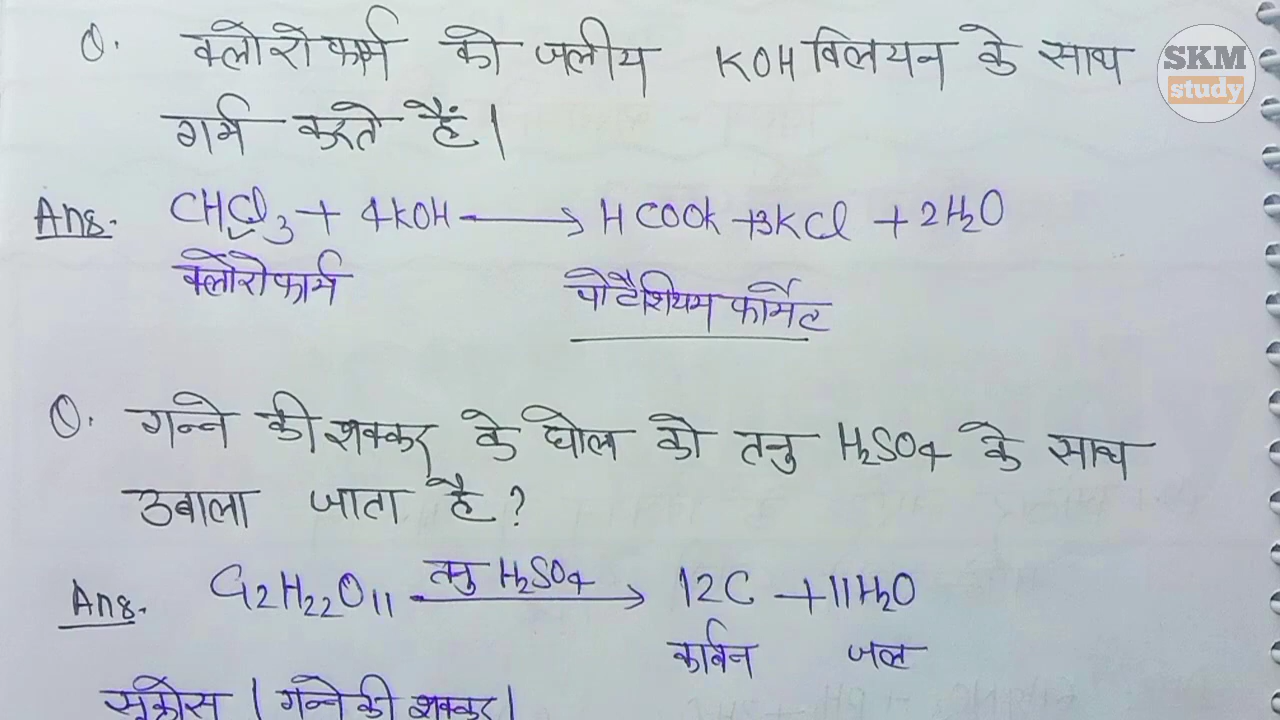 Q. क्लोरोफार्म को जलीय KOH विलियन के साथ
SKM
study
गर्म करते हैं।
Ans. CHCl3 + 4KOH ⟶ HCOOK + 3KCl + 2H2O
क्लोरोफार्म पोटैशियम फॉर्मेट
Q. गन्ने की शक्कर के घोल को तनु H2SO4 के साथ
उबाला जाता है ?
तनु H2SO4
Ans. C12H22O11 ⟶ 12C + 11H2O
कार्बन जल
सूक्रोस । गन्ने की शक्कर ।